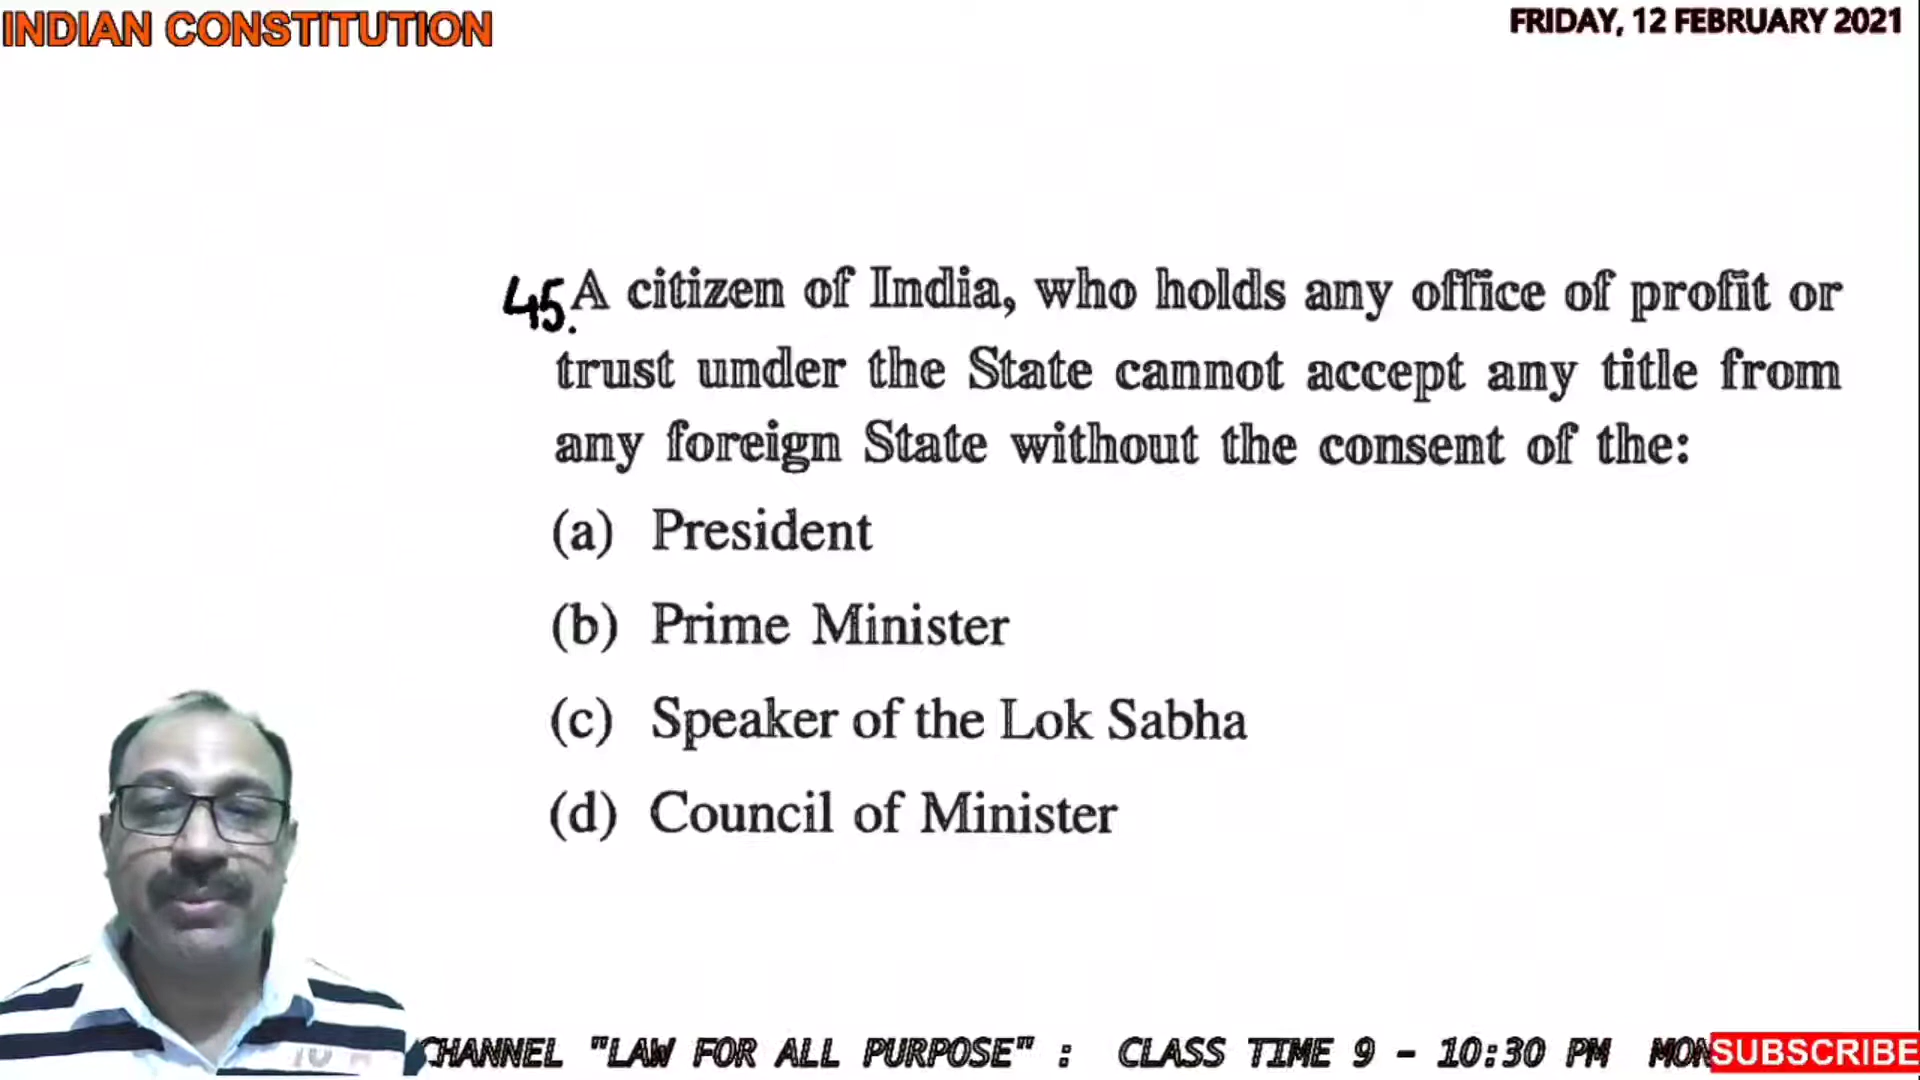 INDIAN CONSTITUTION
FRIDAY, 12 FEBRUARY 2021
45. A citizen of India, who holds any office of profit or
trust under the State cannot accept any title from
any foreign State without the consent of the:
(a) President
(b) Prime Minister
(c) Speaker of the Lok Sabha
(d) Council of Minister
CHANNEL "LAW FOR ALL PURPOSE" : CLASS TIME 9 - 10:30 PM MON
SUBSCRIBE